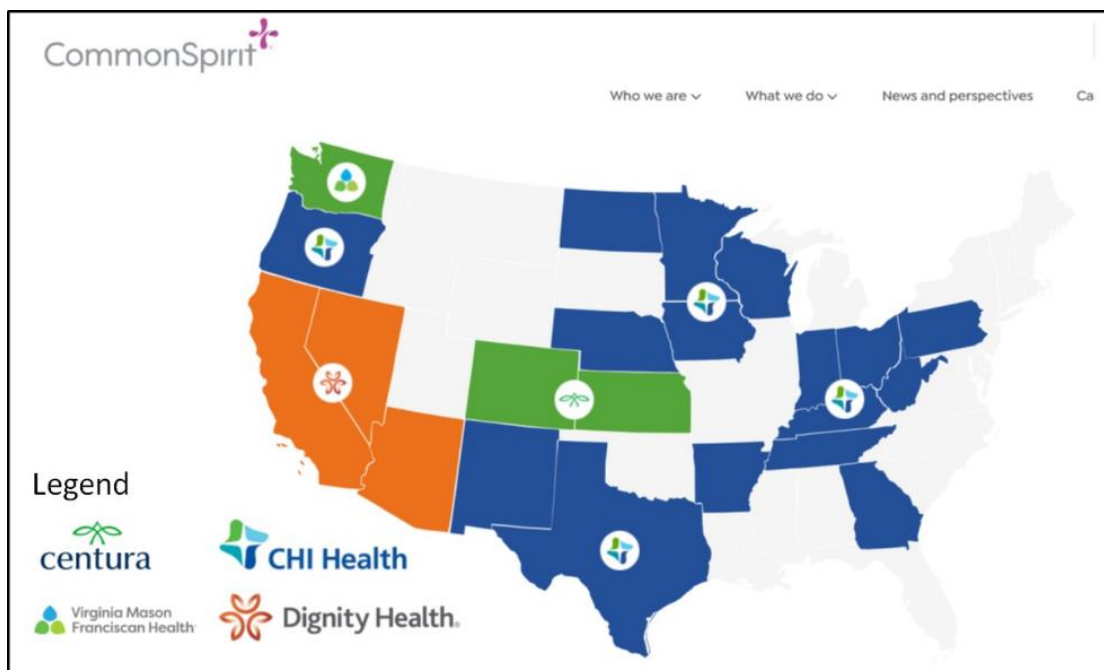 CommonSpirit
Who we are What we do News and perspectives Ca
Legend
centura
CHI Health
Virginia Mason
Franciscan Health
Dignity Health